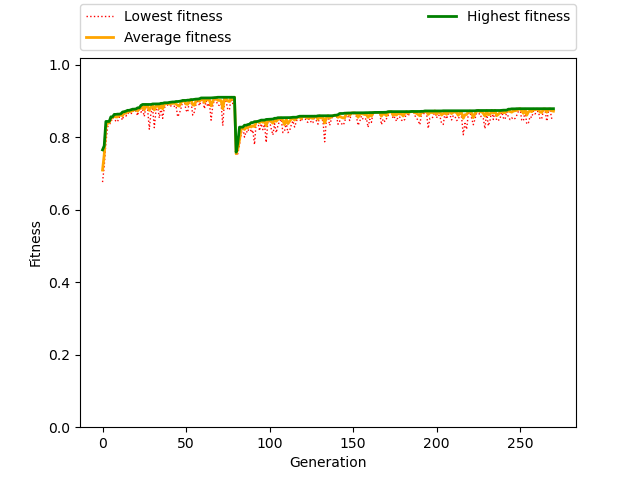 Lowest fitness
Average fitness
Highest fitness
1.0
0.8
0.6
0.4
0.2
0.0
Fitness
0 50 100 150 200 250
Generation